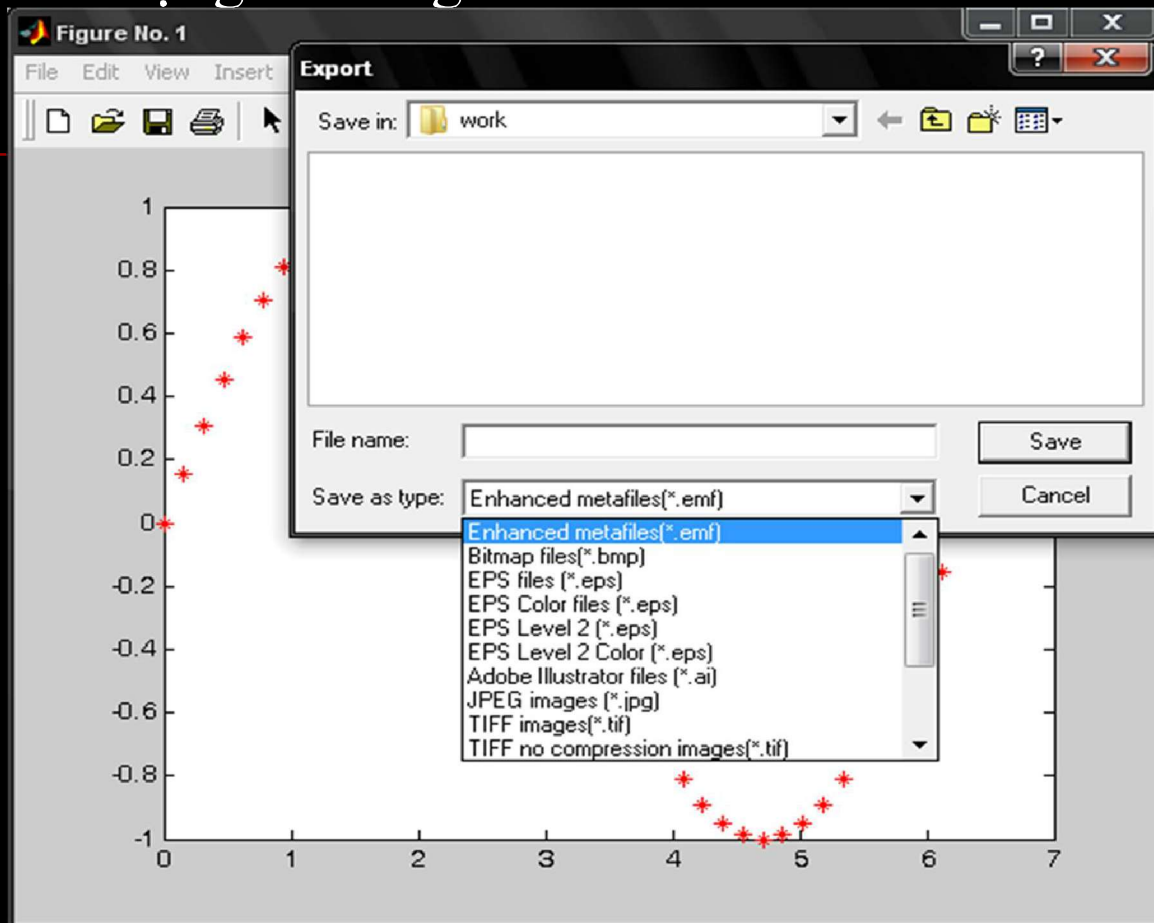 Figure No. 1
File Edit View Insert
Export
Save in: work
File name:
Save
Save as type: Enhanced metafiles(*.emf)
Cancel
Enhanced metafiles(*.emf)
Bitmap files(*.bmp)
EPS files (*.eps)
EPS Color files (*.eps)
EPS Level 2 (*.eps)
EPS Level 2 Color (*.eps)
Adobe Illustrator files (*.ai)
JPEG images (*.jpg)
TIFF images(*.tif)
TIFF no compression images(*.tif)
1
0.8
0.6
0.4
0.2
0
-0.2
-0.4
-0.6
-0.8
-1
0 1 2 3 4 5 6 7